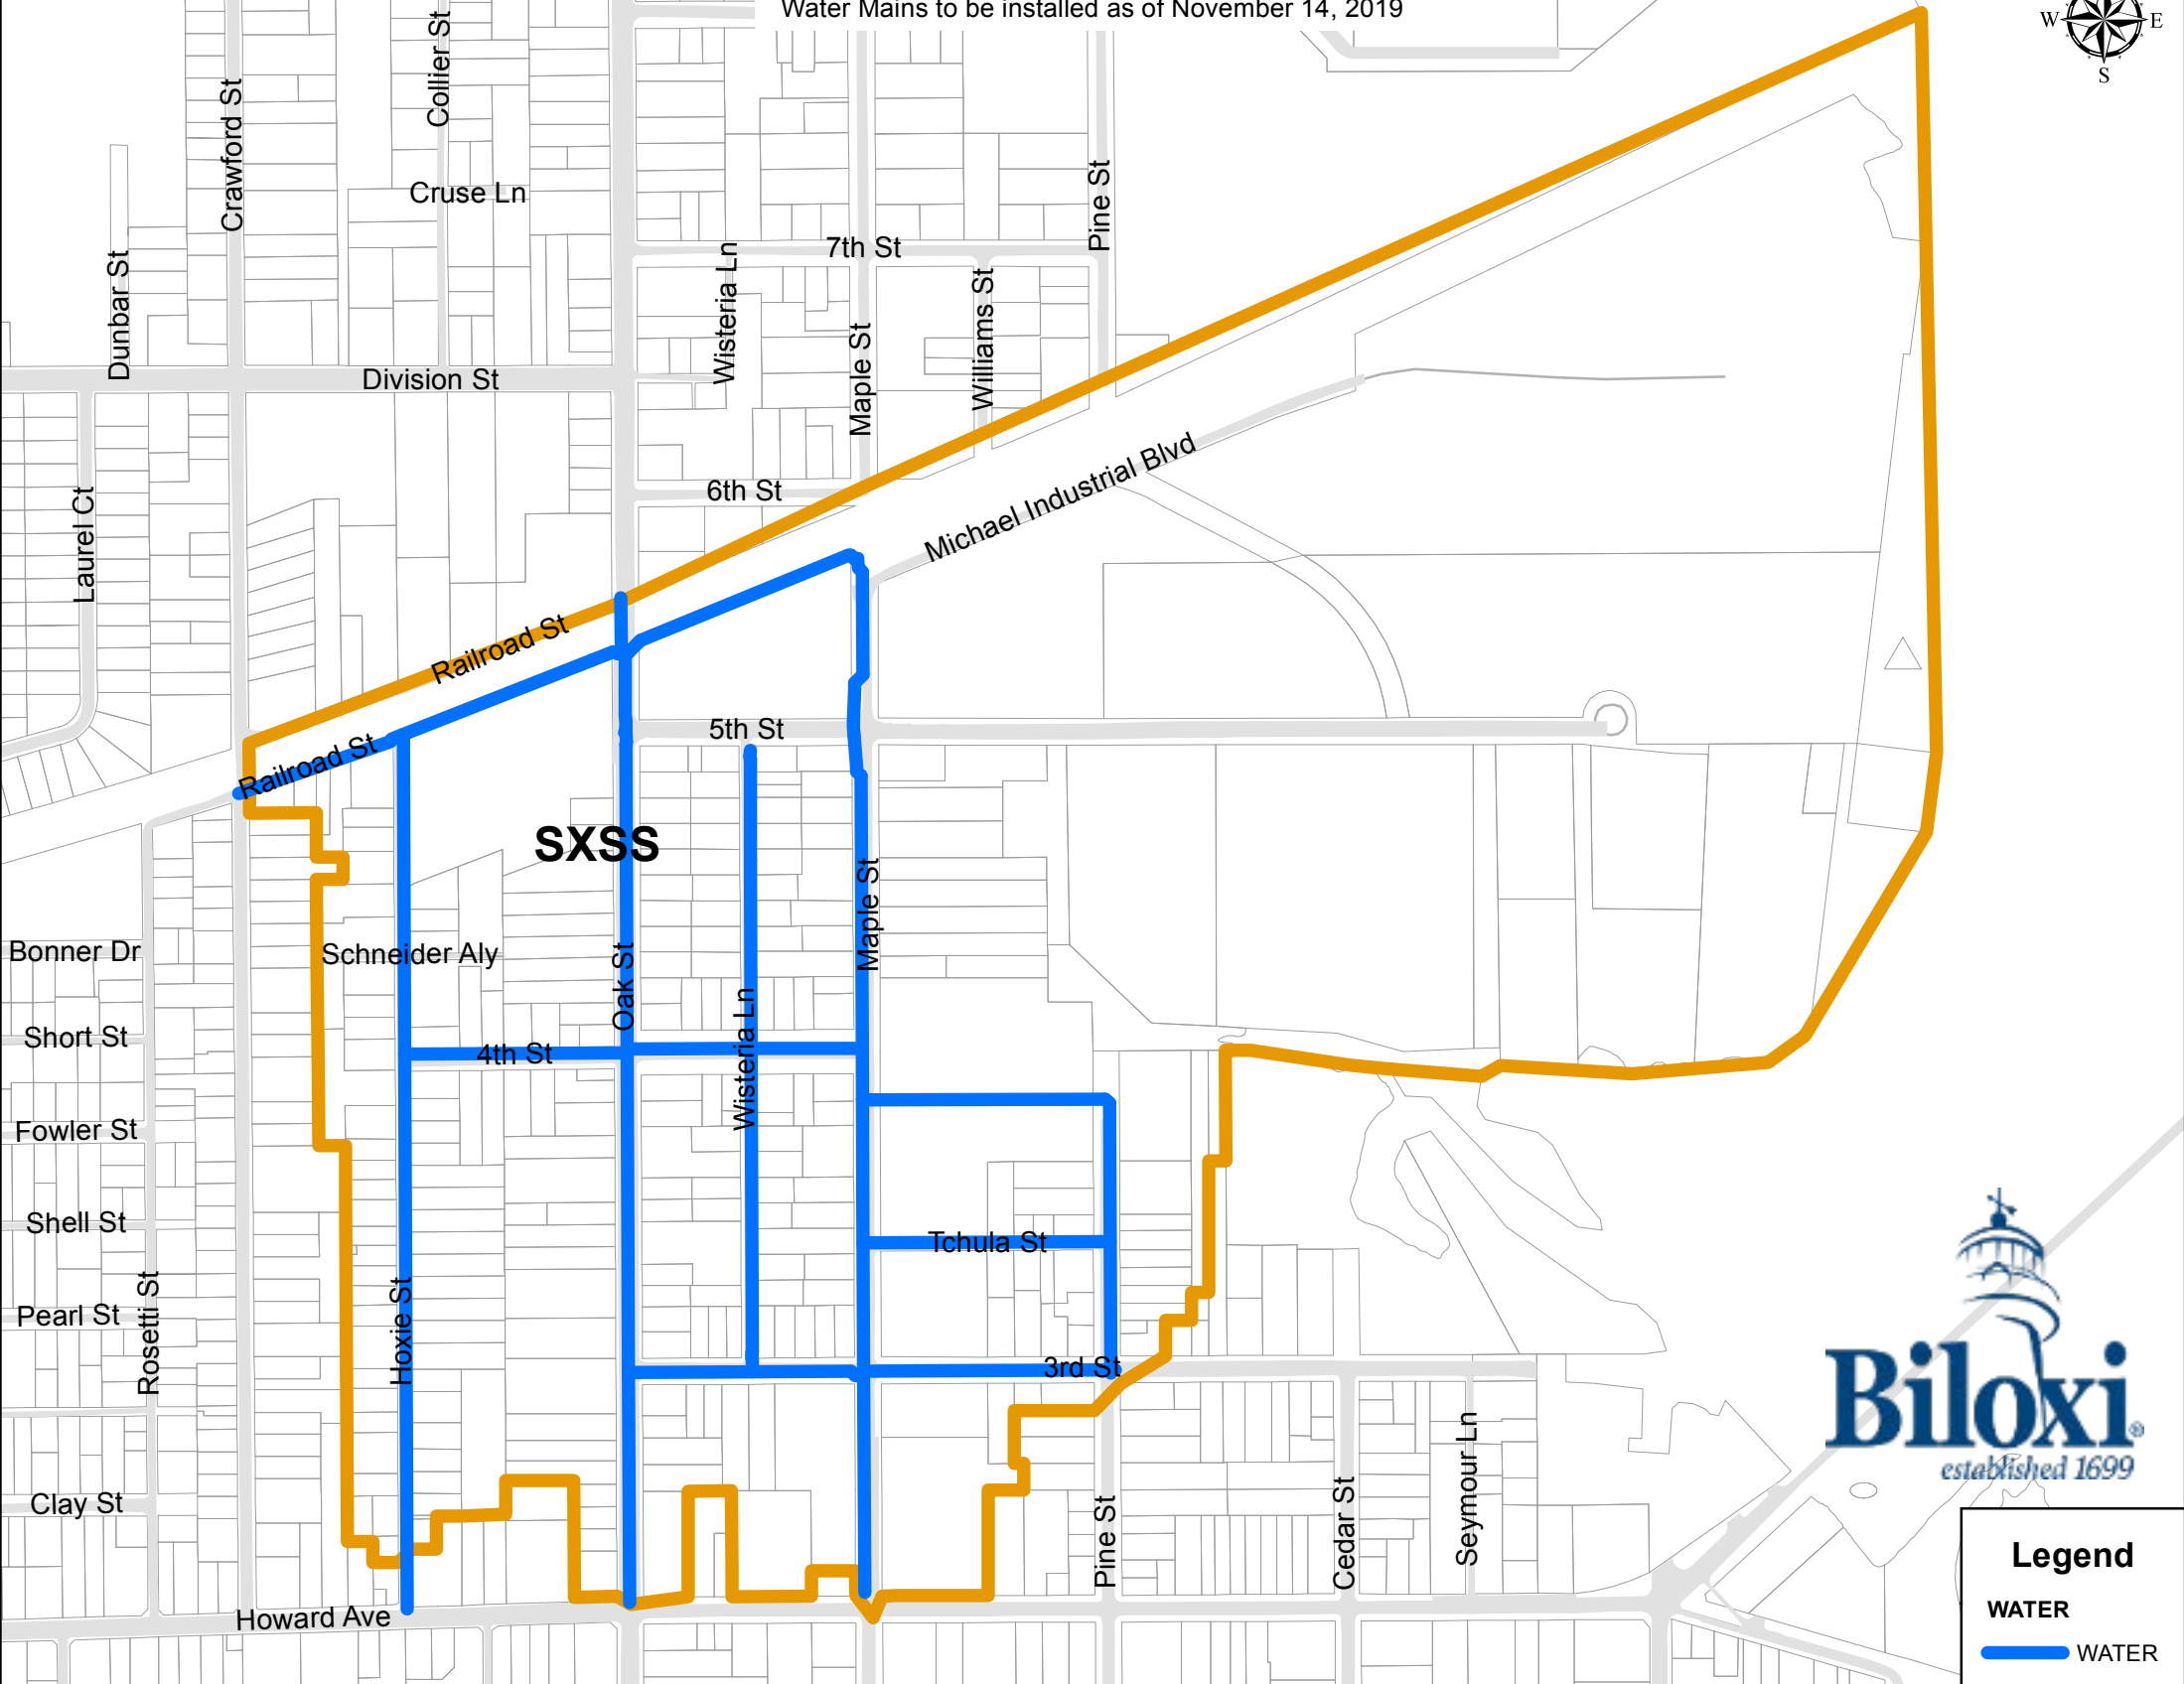 Water Mains to be installed as of November 14, 2019
W
E
S
Collier St
Crawford St
Cruse Ln
Pine St
7th St
Dunbar St
Wisteria Ln
Williams St
Maple St
Division St
Michael Industrial Blvd
6th St
Laurel Ct
Railroad St
5th St
Railroad St
SXSS
Maple St
Bonner Dr
Schneider Aly
Oak St
Short St
4th St
Wisteria Ln
Fowler St
Shell St
Tchula St
Pearl St
Rosetti St
Hoxie St
3rd St
Biloxi®
established 1699
Seymour Ln
Clay St
Pine St
Cedar St
Howard Ave
Legend
WATER
WATER